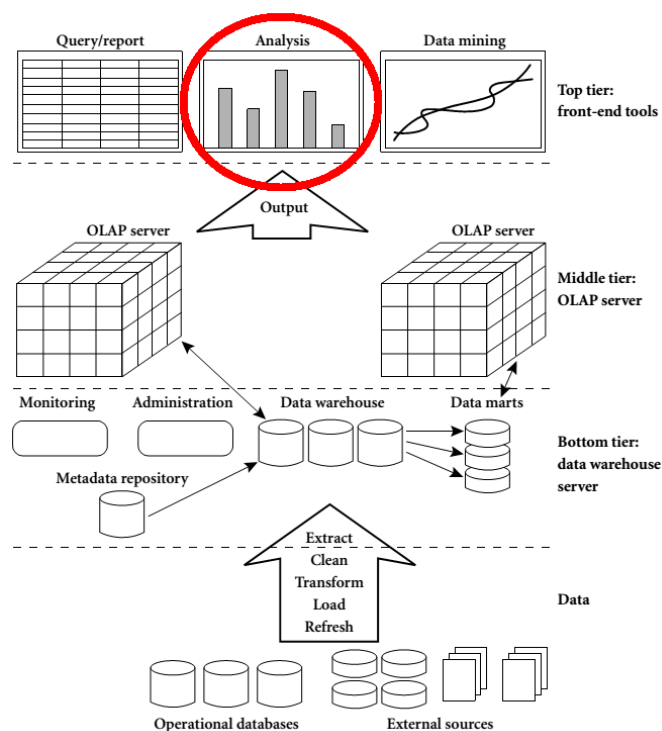 Query/report
Analysis
Data mining
Top tier:
front-end tools
Output
OLAP server
OLAP server
Middle tier:
OLAP server
Monitoring
Administration
Data warehouse
Data marts
Bottom tier:
data warehouse
server
Metadata repository
Extract
Clean
Transform
Load
Refresh
Data
Operational databases
External sources